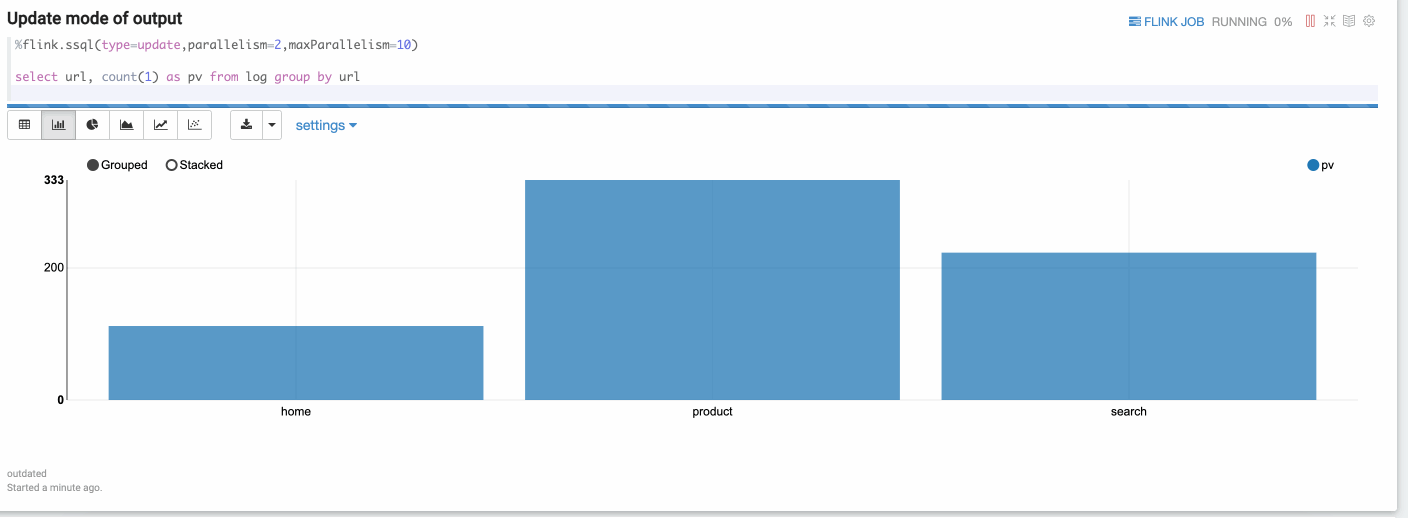 Update mode of output
FLINK JOB RUNNING 0%
%flink.ssql(type=update,parallelism=2,maxParallelism=10)
select url, count(1) as pv from log group by url
settings
Grouped Stacked pv
333
200
0
home product search
outdated
Started a minute ago.